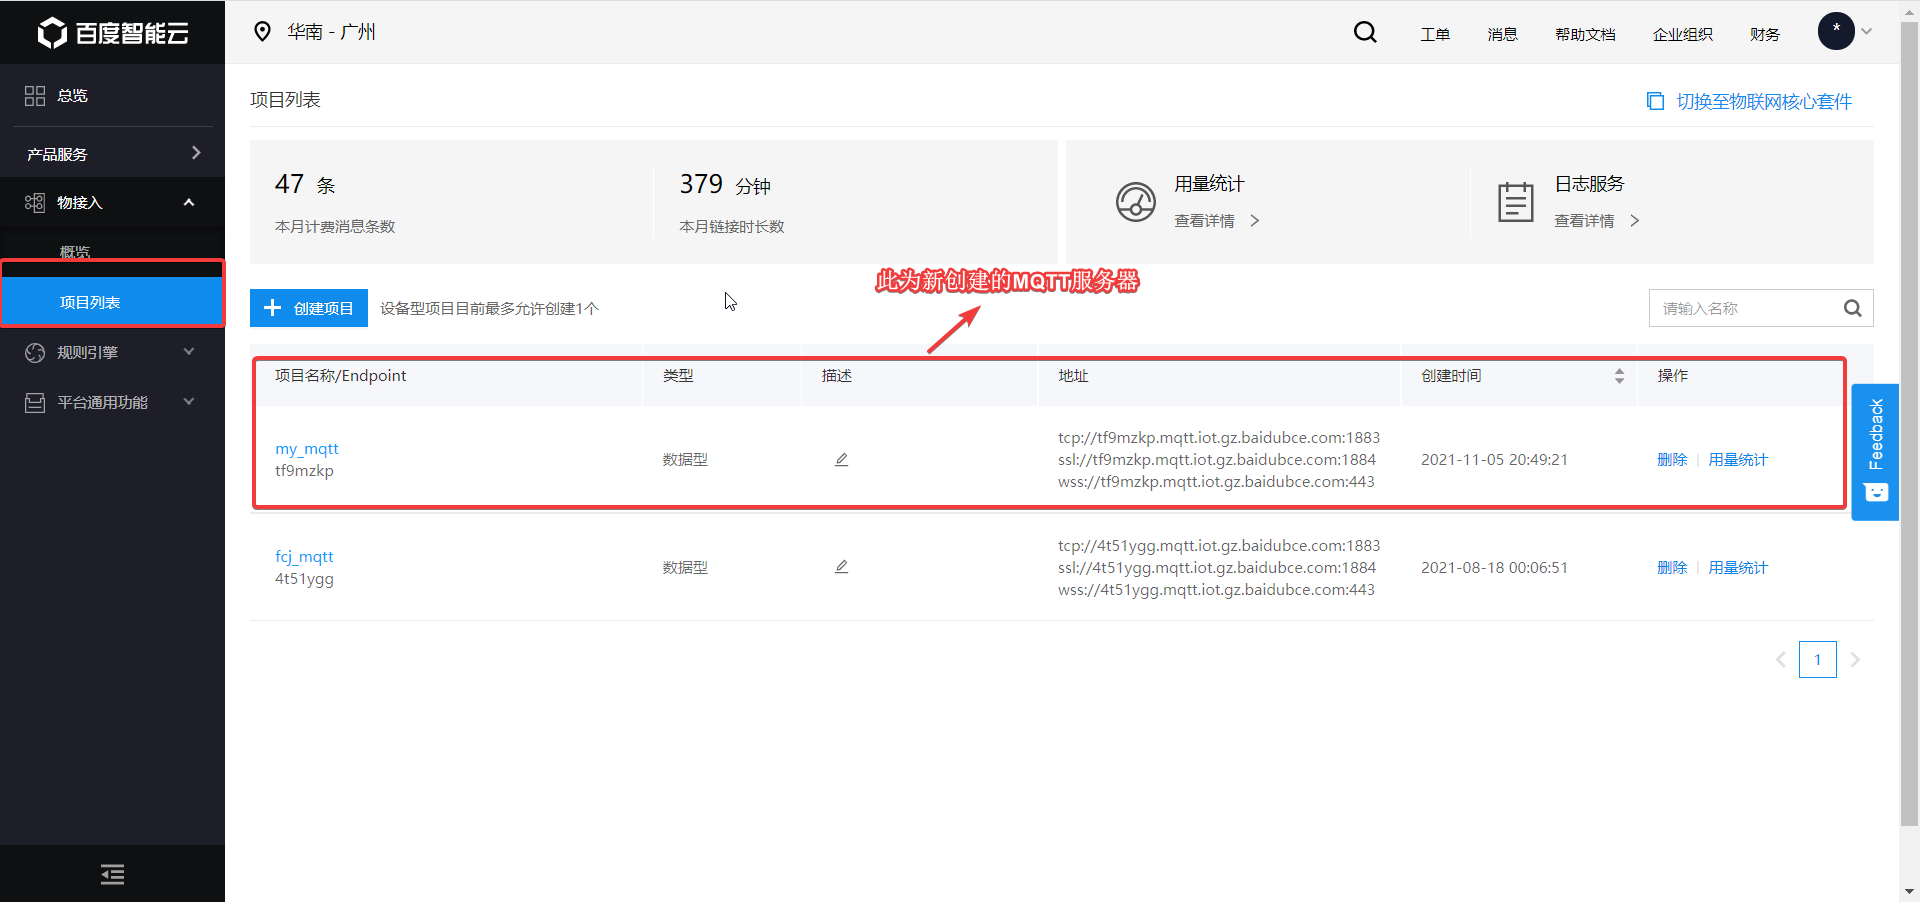 百度智能云
华南 - 广州
工单
消息
帮助文档
企业组织
财务
*
总览
产品服务
物接入
概览
项目列表
规则引擎
平台通用功能
项目列表
切换至物联网核心套件
47 条
本月计费消息条数
379 分钟
本月链接时长数
用量统计
查看详情 >
日志服务
查看详情 >
此为新创建的MQTT服务器
+ 创建项目
设备型项目目前最多允许创建1个
请输入名称
项目名称/Endpoint
类型
描述
地址
创建时间
操作
my_mqtt
tf9mzkp
数据型
tcp://tf9mzkp.mqtt.iot.gz.baidubce.com:1883
ssl://tf9mzkp.mqtt.iot.gz.baidubce.com:1884
wss://tf9mzkp.mqtt.iot.gz.baidubce.com:443
2021-11-05 20:49:21
删除 | 用量统计
fcj_mqtt
4t51ygg
数据型
tcp://4t51ygg.mqtt.iot.gz.baidubce.com:1883
ssl://4t51ygg.mqtt.iot.gz.baidubce.com:1884
wss://4t51ygg.mqtt.iot.gz.baidubce.com:443
2021-08-18 00:06:51
删除 | 用量统计
Feedback
1